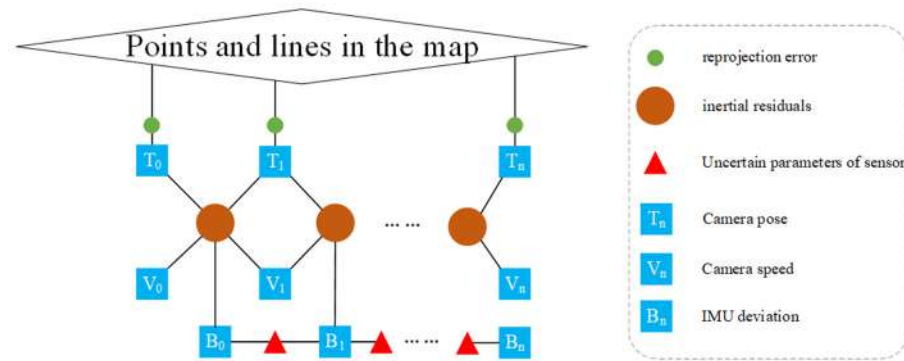 Points and lines in the map
T0 T1 Tn
... ...
V0 V1 Vn
B0 B1 ... ... Bn
reprojection error
inertial residuals
Uncertain parameters of sensor
Tn Camera pose
Vn Camera speed
Bn IMU deviation